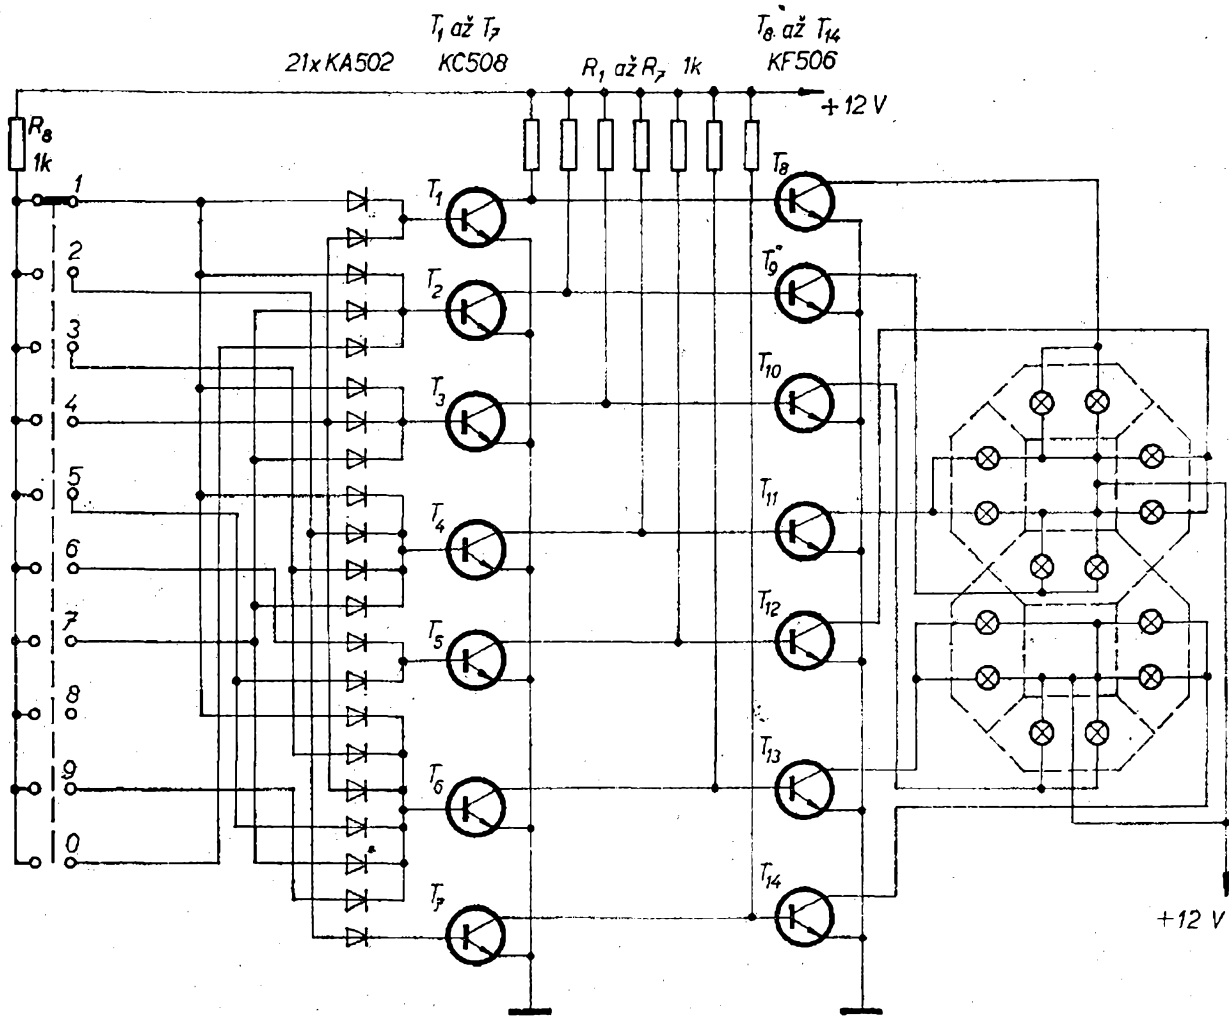 T₁ až T₇
T₈ až T₁₄
21xKA502
KC508
R₁ až R₇ 1k
KF506
+12 V
R₈
1k
1
2
3
4
5
6
7
8
9
0
T₁
T₂
T₃
T₄
T₅
T₆
T₇
T₈
T₉
T₁₀
T₁₁
T₁₂
T₁₃
T₁₄
+12 V